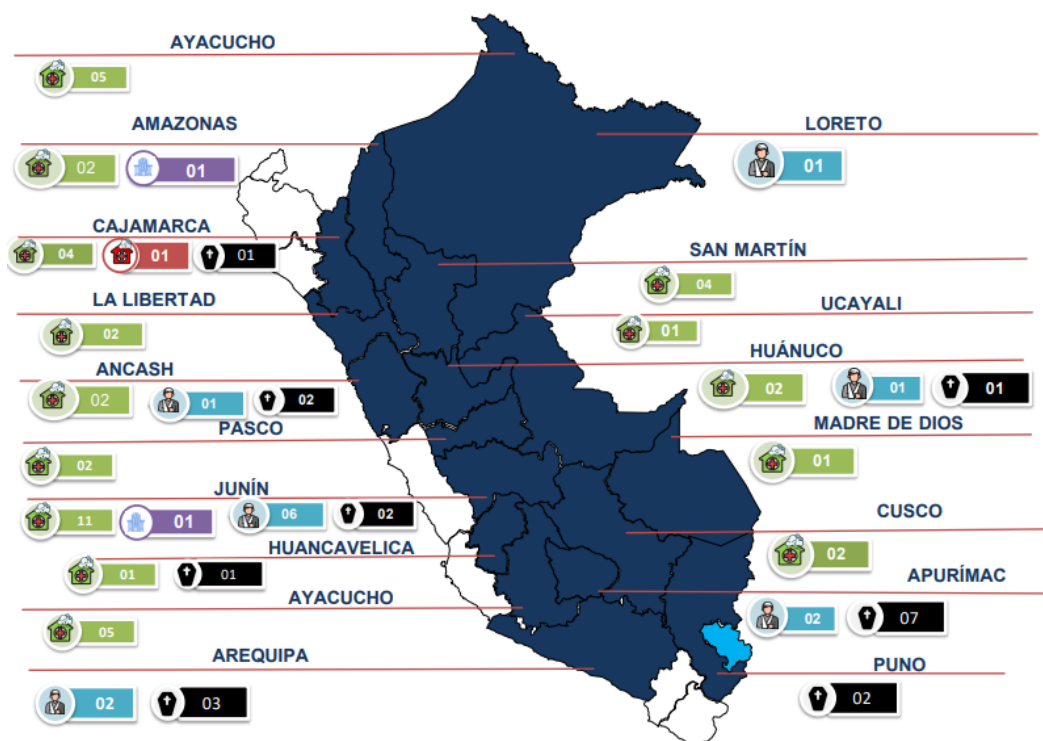 AYACUCHO
05
AMAZONAS
02 01
CAJAMARCA
04 01 01
LA LIBERTAD
02
ANCASH
02 01 02
PASCO
02
JUNÍN
11 01 06 02
HUANCAVELICA
01 01
AYACUCHO
05
AREQUIPA
02 03
LORETO
01
SAN MARTÍN
04
UCAYALI
01
HUÁNUCO
02 01 01
MADRE DE DIOS
01
CUSCO
02
APURÍMAC
02 07
PUNO
02